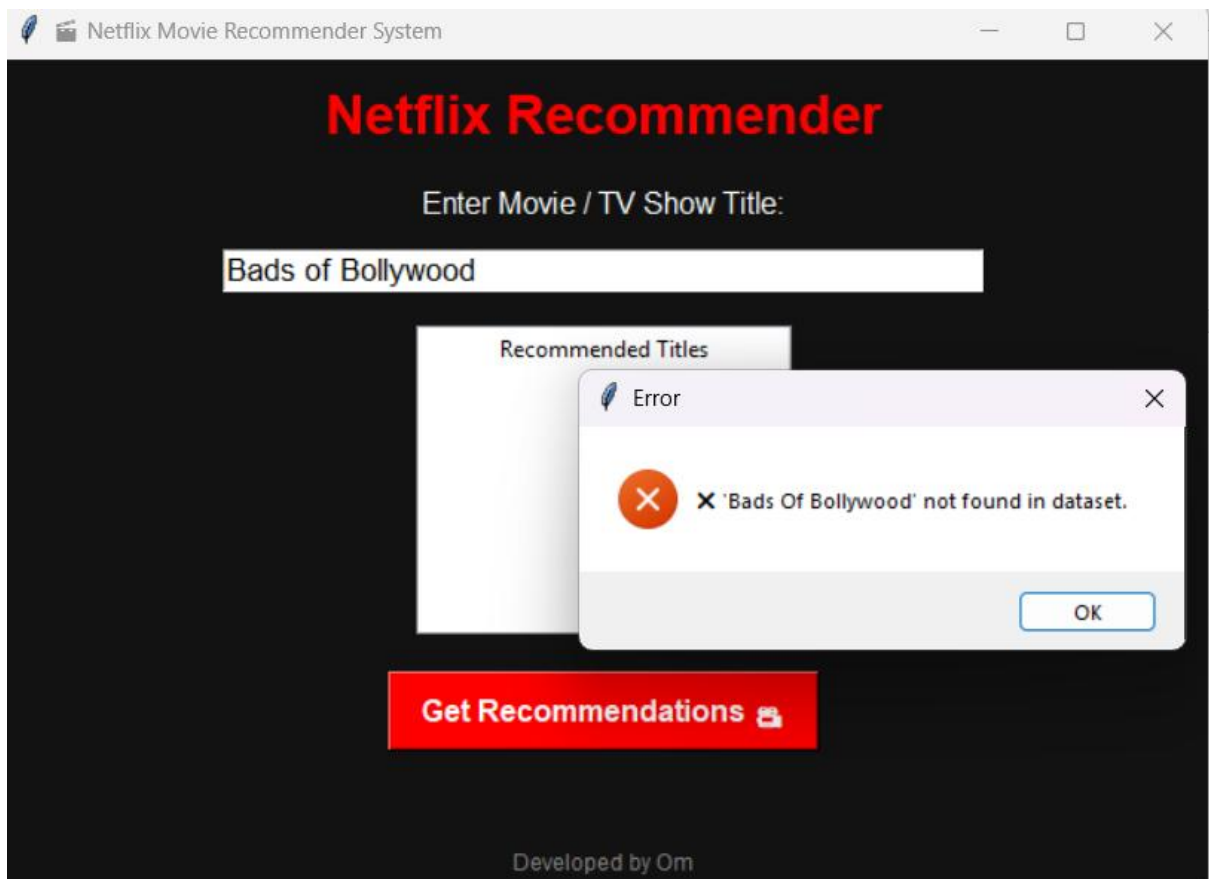 Netflix Movie Recommender System
Netflix Recommender
Enter Movie / TV Show Title:
Bads of Bollywood
Recommended Titles
Error
❌ 'Bads Of Bollywood' not found in dataset.
OK
Get Recommendations 🎥
Developed by Om